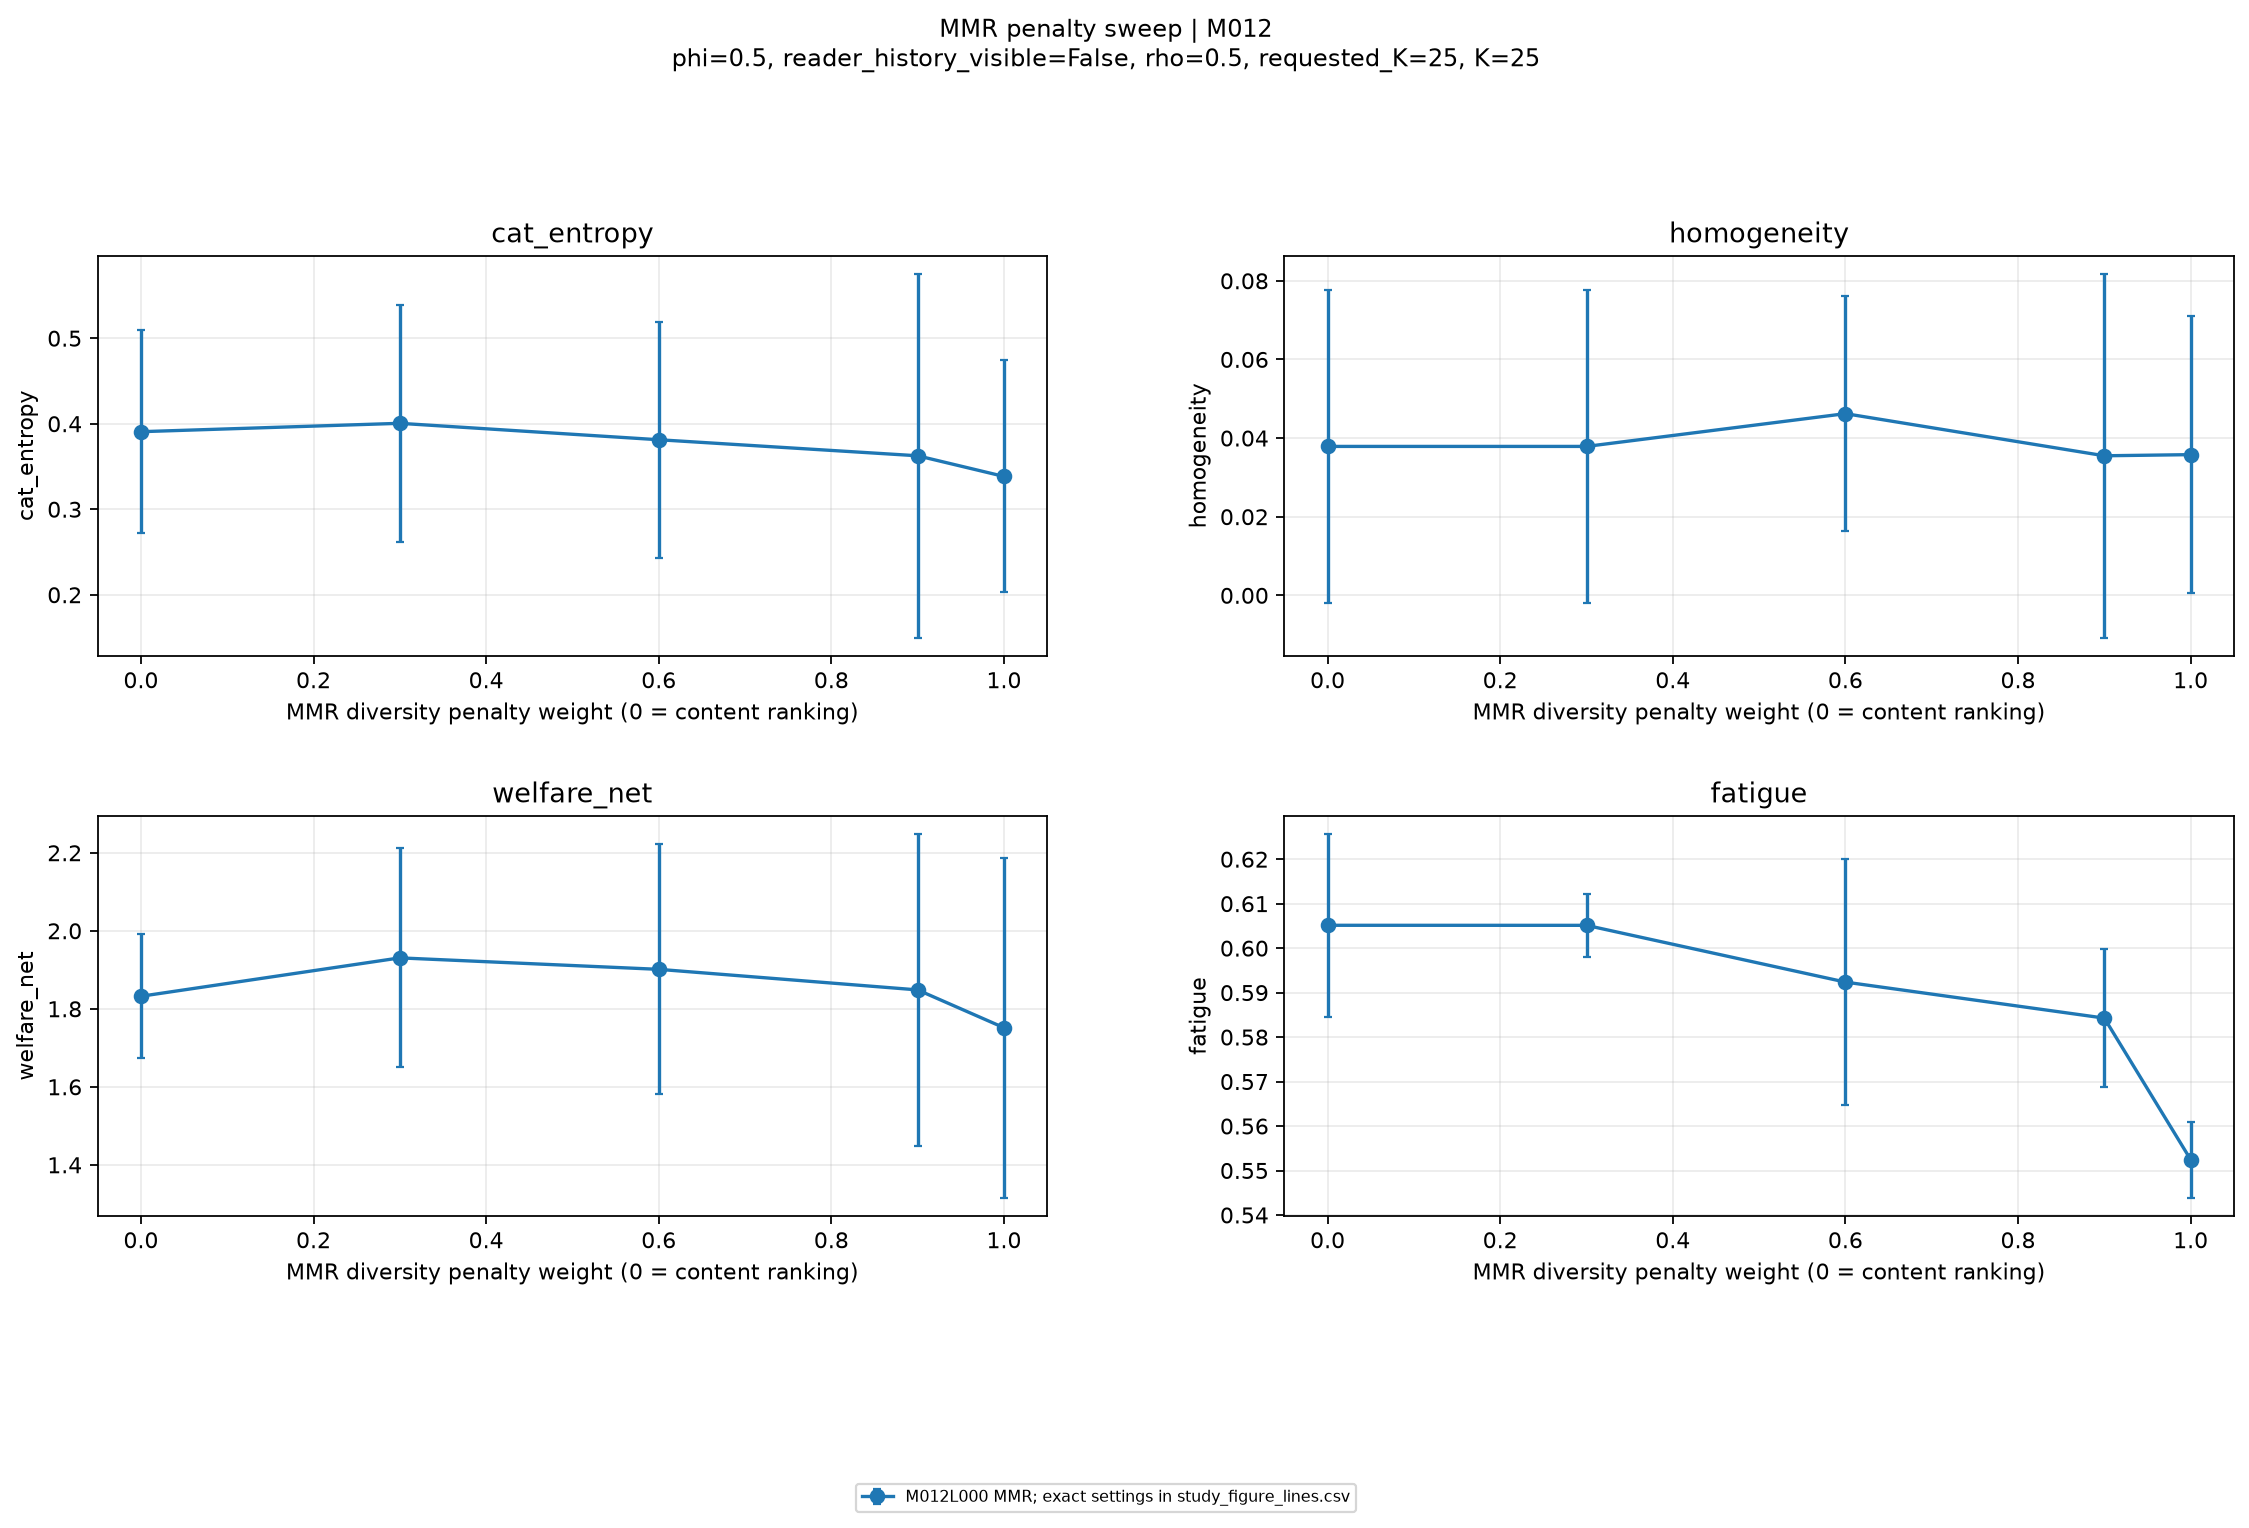 MMR penalty sweep | M012
phi=0.5, reader_history_visible=False, rho=0.5, requested_K=25, K=25
cat_entropy
cat_entropy
0.5
0.4
0.3
0.2
0.0 0.2 0.4 0.6 0.8 1.0
MMR diversity penalty weight (0 = content ranking)
homogeneity
homogeneity
0.08
0.06
0.04
0.02
0.00
0.0 0.2 0.4 0.6 0.8 1.0
MMR diversity penalty weight (0 = content ranking)
welfare_net
welfare_net
2.2
2.0
1.8
1.6
1.4
0.0 0.2 0.4 0.6 0.8 1.0
MMR diversity penalty weight (0 = content ranking)
fatigue
fatigue
0.62
0.61
0.60
0.59
0.58
0.57
0.56
0.55
0.54
0.0 0.2 0.4 0.6 0.8 1.0
MMR diversity penalty weight (0 = content ranking)
M012L000 MMR; exact settings in study_figure_lines.csv